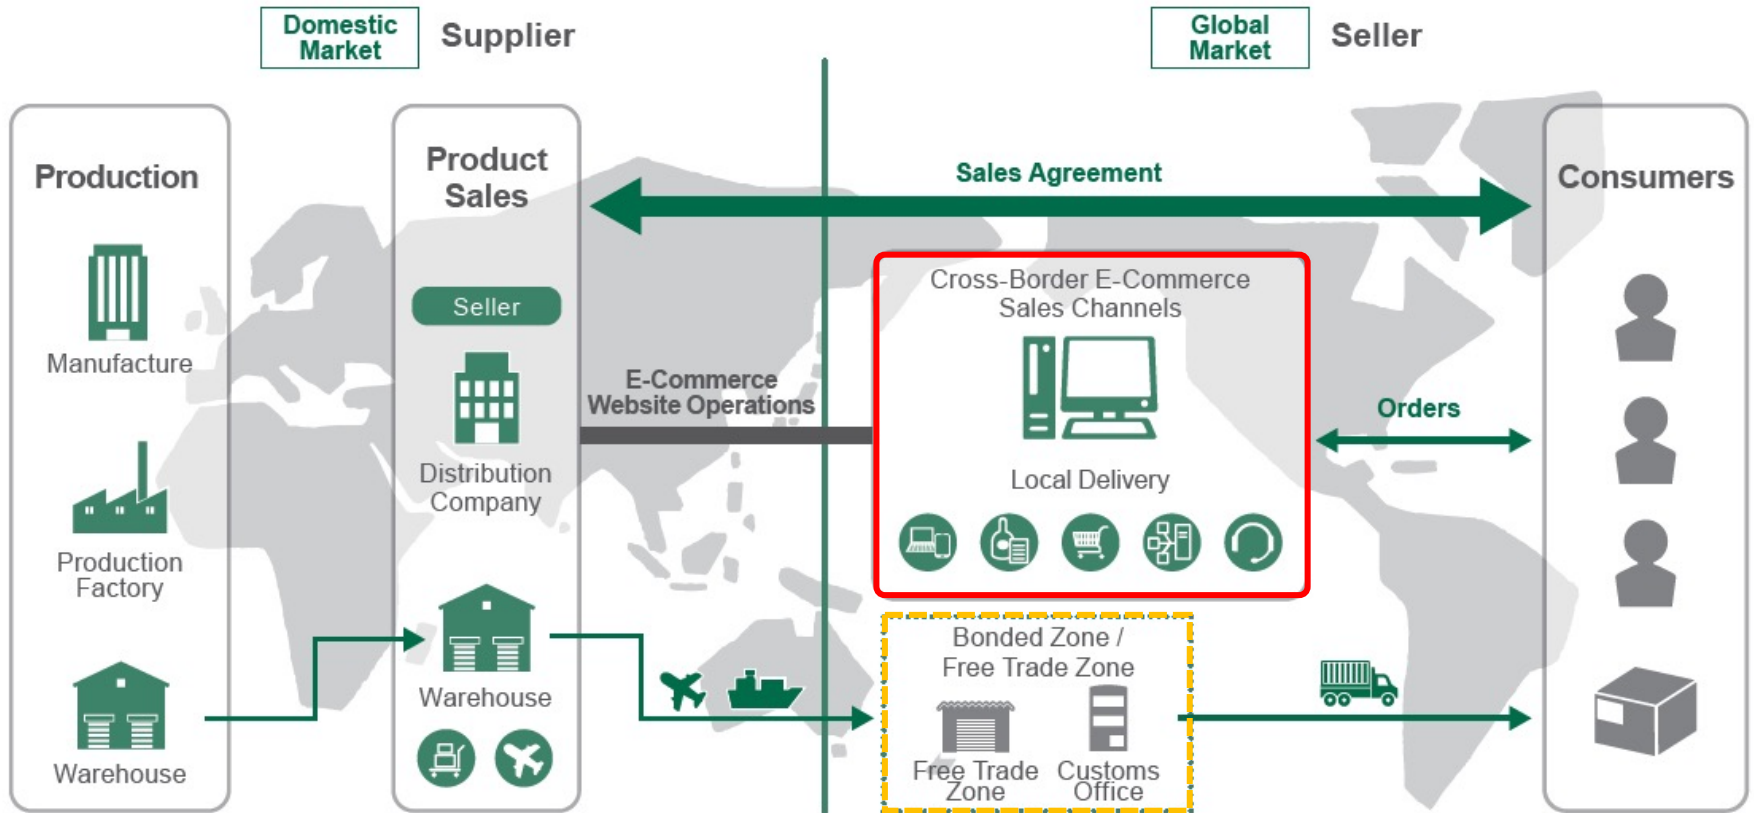 Domestic
Market
Supplier
Global
Market
Seller
Production
Manufacture
Production
Factory
Warehouse
Product
Sales
Seller
Distribution
Company
Warehouse
E-Commerce
Website Operations
Sales Agreement
Cross-Border E-Commerce
Sales Channels
Local Delivery
Orders
Bonded Zone /
Free Trade Zone
Free Trade
Zone
Customs
Office
Consumers